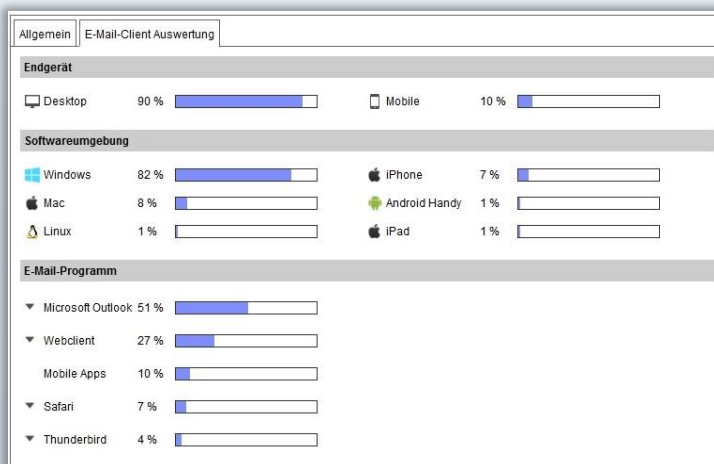 Allgemein E-Mail-Client Auswertung
Endgerät
Desktop 90 % Mobile 10 %
Softwareumgebung
Windows 82 % iPhone 7 %
Mac 8 % Android Handy 1 %
Linux 1 % iPad 1 %
E-Mail-Programm
Microsoft Outlook 51 %
Webclient 27 %
Mobile Apps 10 %
Safari 7 %
Thunderbird 4 %